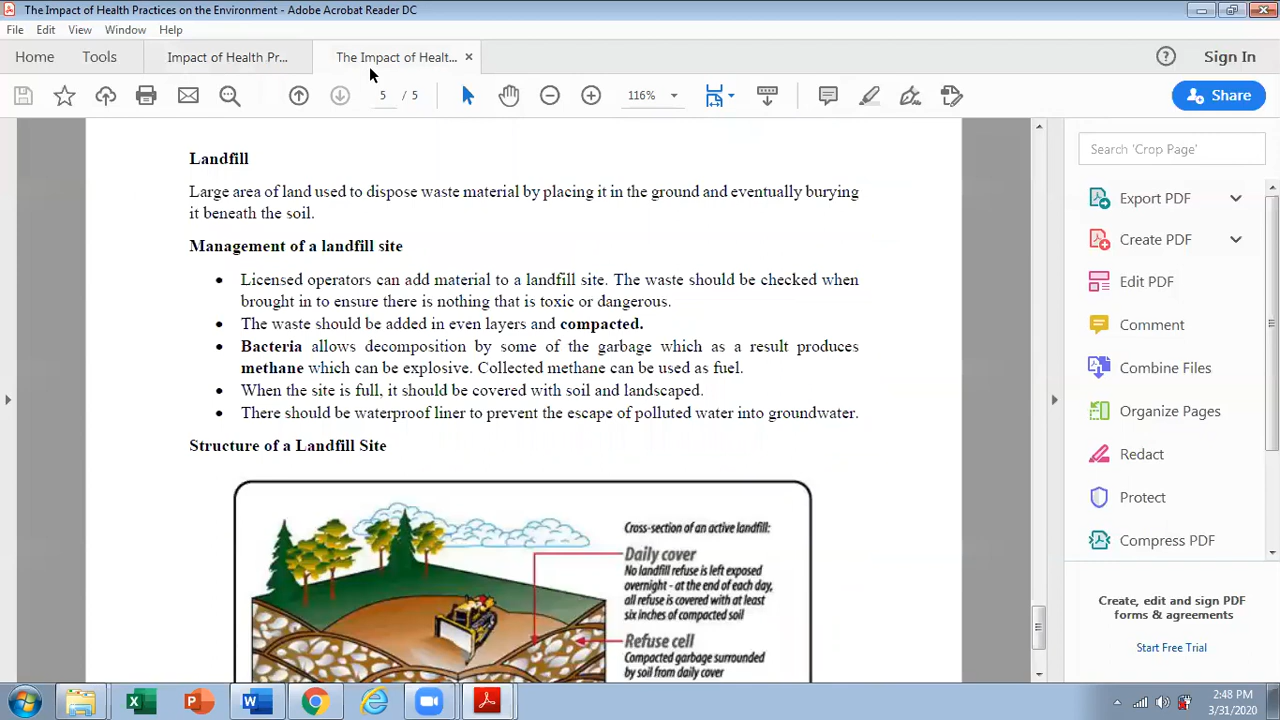 The Impact of Health Practices on the Environment - Adobe Acrobat Reader DC
File Edit View Window Help
Home Tools Impact of Health Pr... The Impact of Healt... ×
Sign In
5 / 5 116% Share
Landfill
Large area of land used to dispose waste material by placing it in the ground and eventually burying
it beneath the soil.
Management of a landfill site
• Licensed operators can add material to a landfill site. The waste should be checked when
brought in to ensure there is nothing that is toxic or dangerous.
• The waste should be added in even layers and compacted.
• Bacteria allows decomposition by some of the garbage which as a result produces
methane which can be explosive. Collected methane can be used as fuel.
• When the site is full, it should be covered with soil and landscaped.
• There should be waterproof liner to prevent the escape of polluted water into groundwater.
Structure of a Landfill Site
Cross-section of an active landfill:
Daily cover
No landfill refuse is left exposed
overnight - at the end of each day,
all refuse is covered with at least
six inches of compacted soil
Refuse cell
Compacted garbage surrounded
by soil from daily cover
Search 'Crop Page'
Export PDF
Create PDF
Edit PDF
Comment
Combine Files
Organize Pages
Redact
Protect
Compress PDF
Create, edit and sign PDF
forms & agreements
Start Free Trial
2:48 PM
3/31/2020